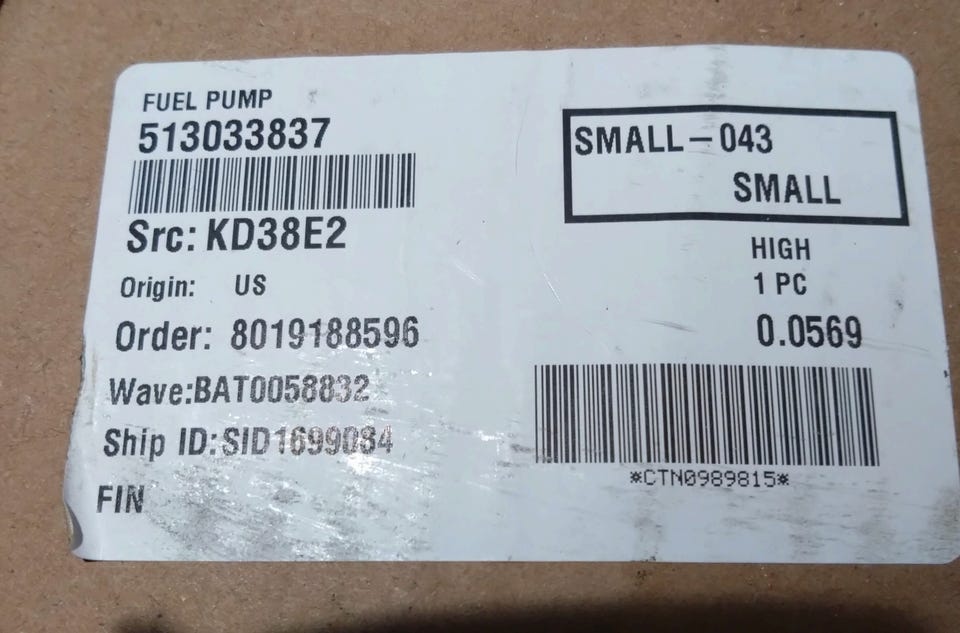 FUEL PUMP
513033837
Src: KD38E2
Origin: US
Order: 8019188596
Wave:BAT0058832
Ship ID:SID1699084
FIN
SMALL-043
SMALL
HIGH
1 PC
0.0569
*CTN0989815*